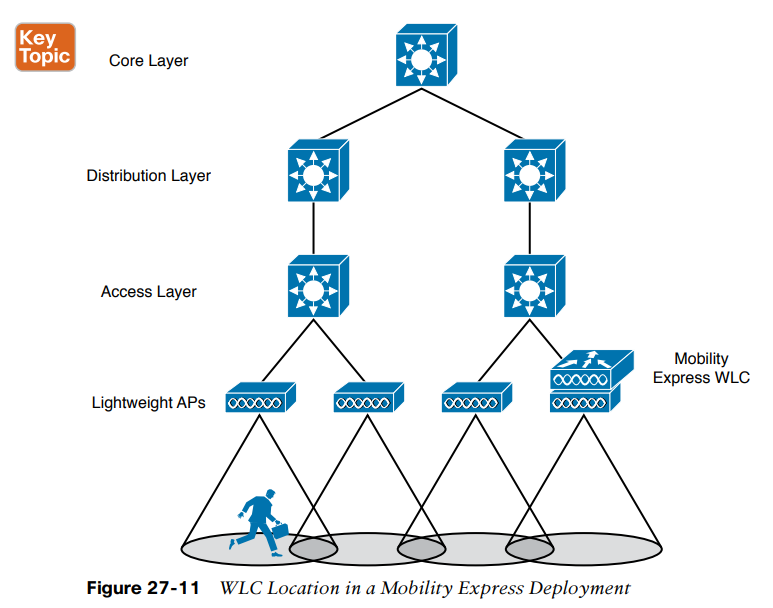 Key
Topic
Core Layer
Distribution Layer
Access Layer
Mobility
Express WLC
Lightweight APs
Figure 27-11 WLC Location in a Mobility Express Deployment